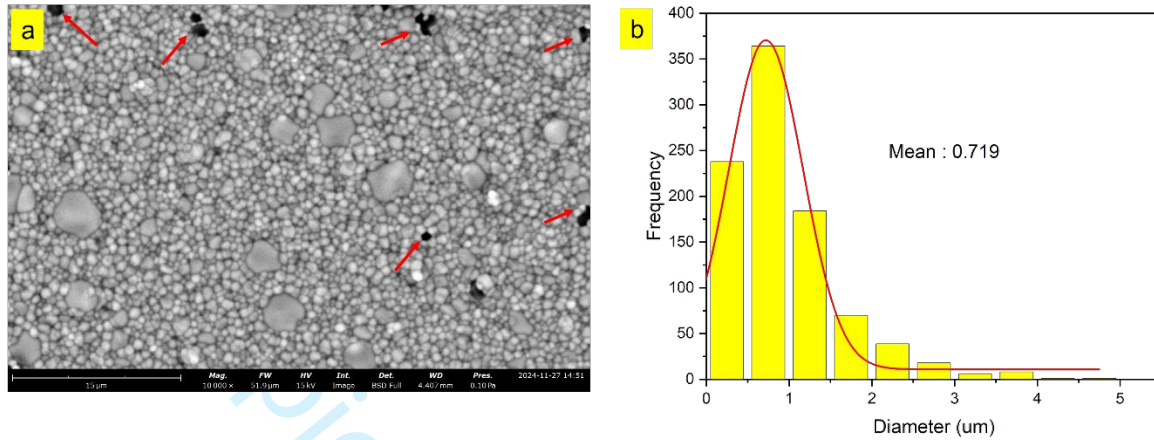 a
15 µm
Mag. FW HV Int. Det. WD Pres. 2024-11-27 14:51
10 000 × 51.9 µm 15 kV Image BSD Full 4.407 mm 0.10 Pa
b
400
350
300
250
200
150
100
50
0
Frequency
Mean : 0.719
0 1 2 3 4 5
Diameter (um)